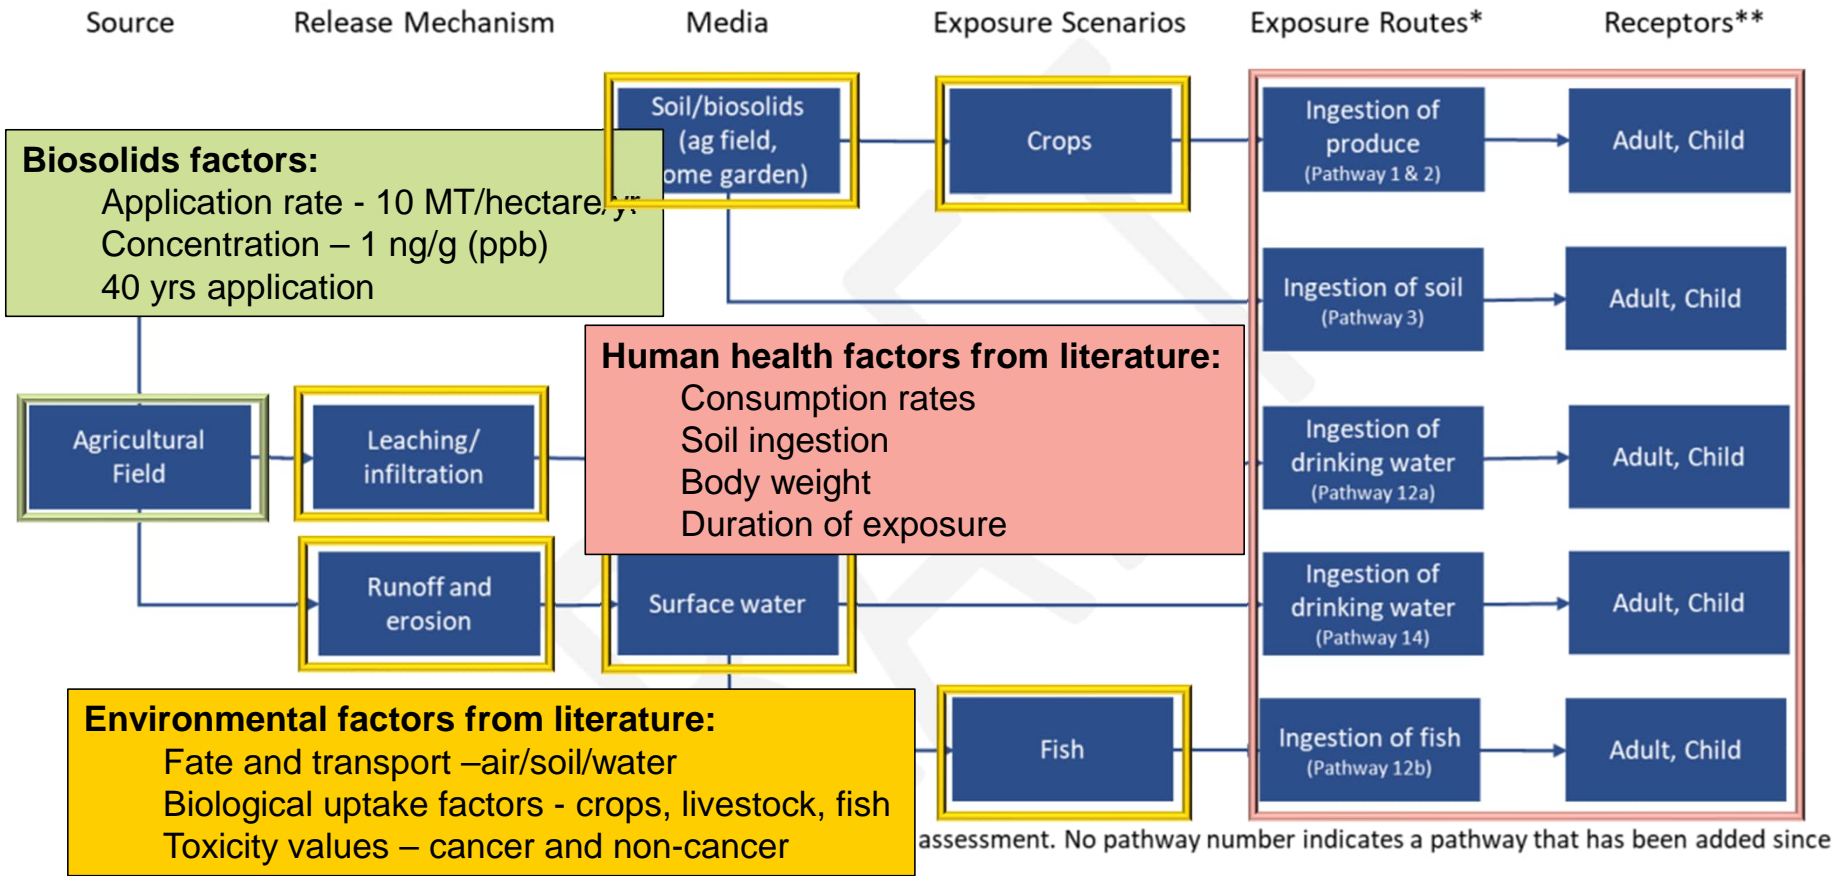 Source
Release Mechanism
Media
Exposure Scenarios
Exposure Routes*
Receptors**
Soil/biosolids
(ag field,
ome garden)
Crops
Ingestion of
produce
(Pathway 1 & 2)
Adult, Child
Biosolids factors:
Application rate - 10 MT/hectare/yr
Concentration – 1 ng/g (ppb)
40 yrs application
Ingestion of soil
(Pathway 3)
Adult, Child
Human health factors from literature:
Consumption rates
Soil ingestion
Body weight
Duration of exposure
Agricultural
Field
Leaching/
infiltration
Ingestion of
drinking water
(Pathway 12a)
Adult, Child
Runoff and
erosion
Surface water
Ingestion of
drinking water
(Pathway 14)
Adult, Child
Environmental factors from literature:
Fate and transport –air/soil/water
Biological uptake factors - crops, livestock, fish
Toxicity values – cancer and non-cancer
Fish
Ingestion of fish
(Pathway 12b)
Adult, Child
assessment. No pathway number indicates a pathway that has been added since